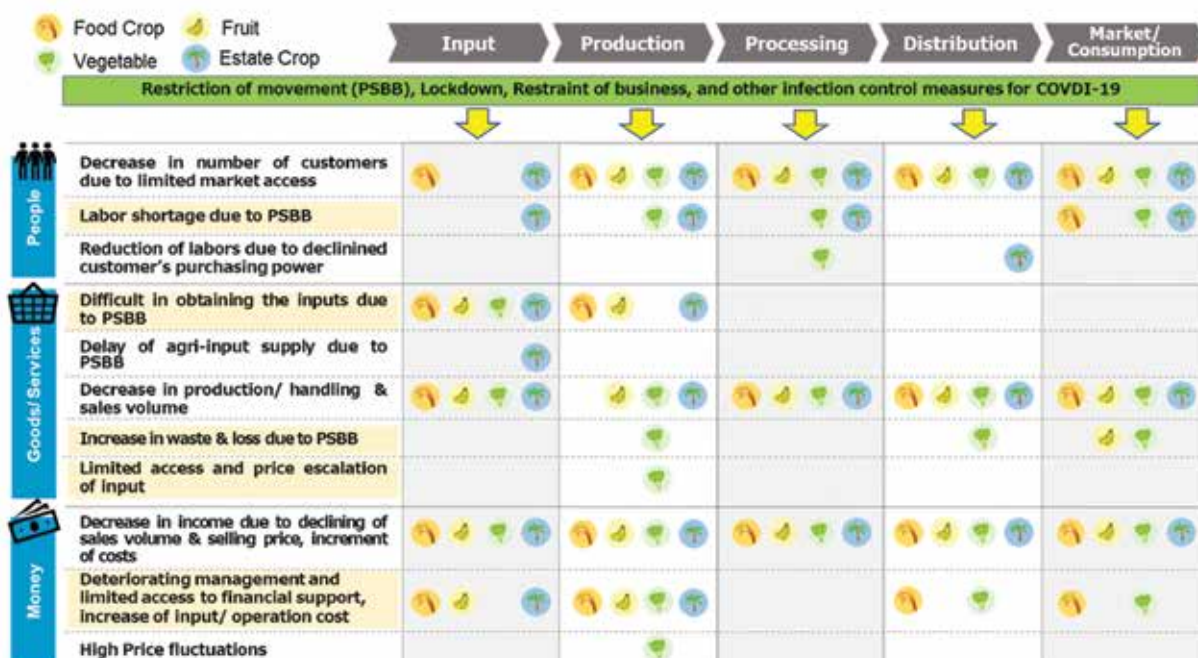 Food Crop
Fruit
Vegetable
Estate Crop
Input
Production
Processing
Distribution
Market/
Consumption
Restriction of movement (PSBB), Lockdown, Restraint of business, and other infection control measures for COVDI-19
People
Decrease in number of customers
due to limited market access
Labor shortage due to PSBB
Reduction of labors due to declinined
customer's purchasing power
Goods/ Services
Difficult in obtaining the inputs due
to PSBB
Delay of agri-input supply due to
PSBB
Decrease in production/ handling &
sales volume
Increase in waste & loss due to PSBB
Limited access and price escalation
of input
Money
Decrease in income due to declining of
sales volume & selling price, increment
of costs
Deteriorating management and
limited access to financial support,
increase of input/ operation cost
High Price fluctuations